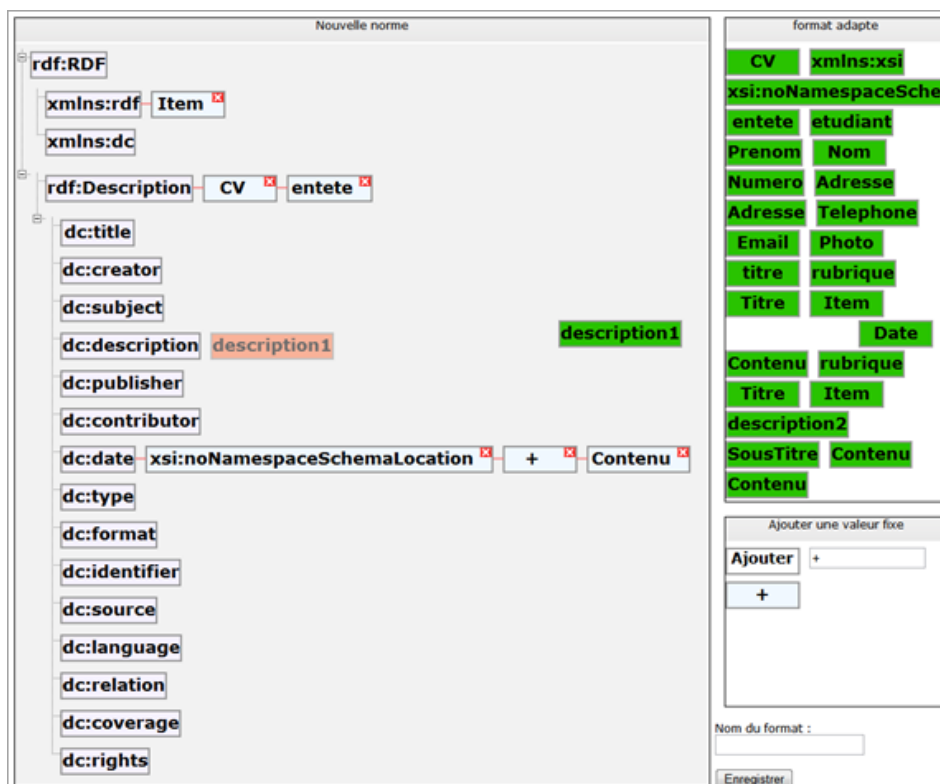 Nouvelle norme
rdf:RDF
xmlns:rdf Item
xmlns:dc
rdf:Description CV entete
dc:title
dc:creator
dc:subject
dc:description description1 description1
dc:publisher
dc:contributor
dc:date xsi:noNamespaceSchemaLocation + Contenu
dc:type
dc:format
dc:identifier
dc:source
dc:language
dc:relation
dc:coverage
dc:rights
format adapte
CV xmlns:xsi
xsi:noNamespaceSche
entete etudiant
Prenom Nom
Numero Adresse
Adresse Telephone
Email Photo
titre rubrique
Titre Item
Date
Contenu rubrique
Titre Item
description2
SousTitre Contenu
Contenu
Ajouter une valeur fixe
Ajouter +
+
Nom du format :
Enregistrer